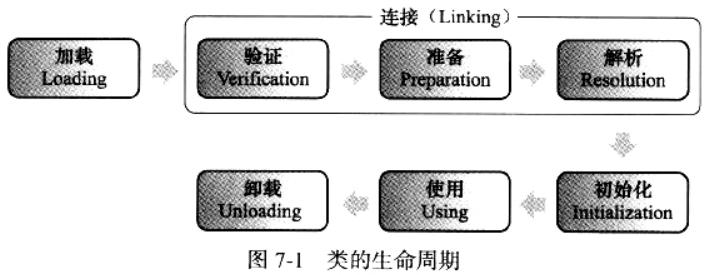 连接（Linking）
加载
Loading
验证
Verification
准备
Preparation
解析
Resolution
初始化
Initialization
使用
Using
卸载
Unloading
图 7-1 类的生命周期